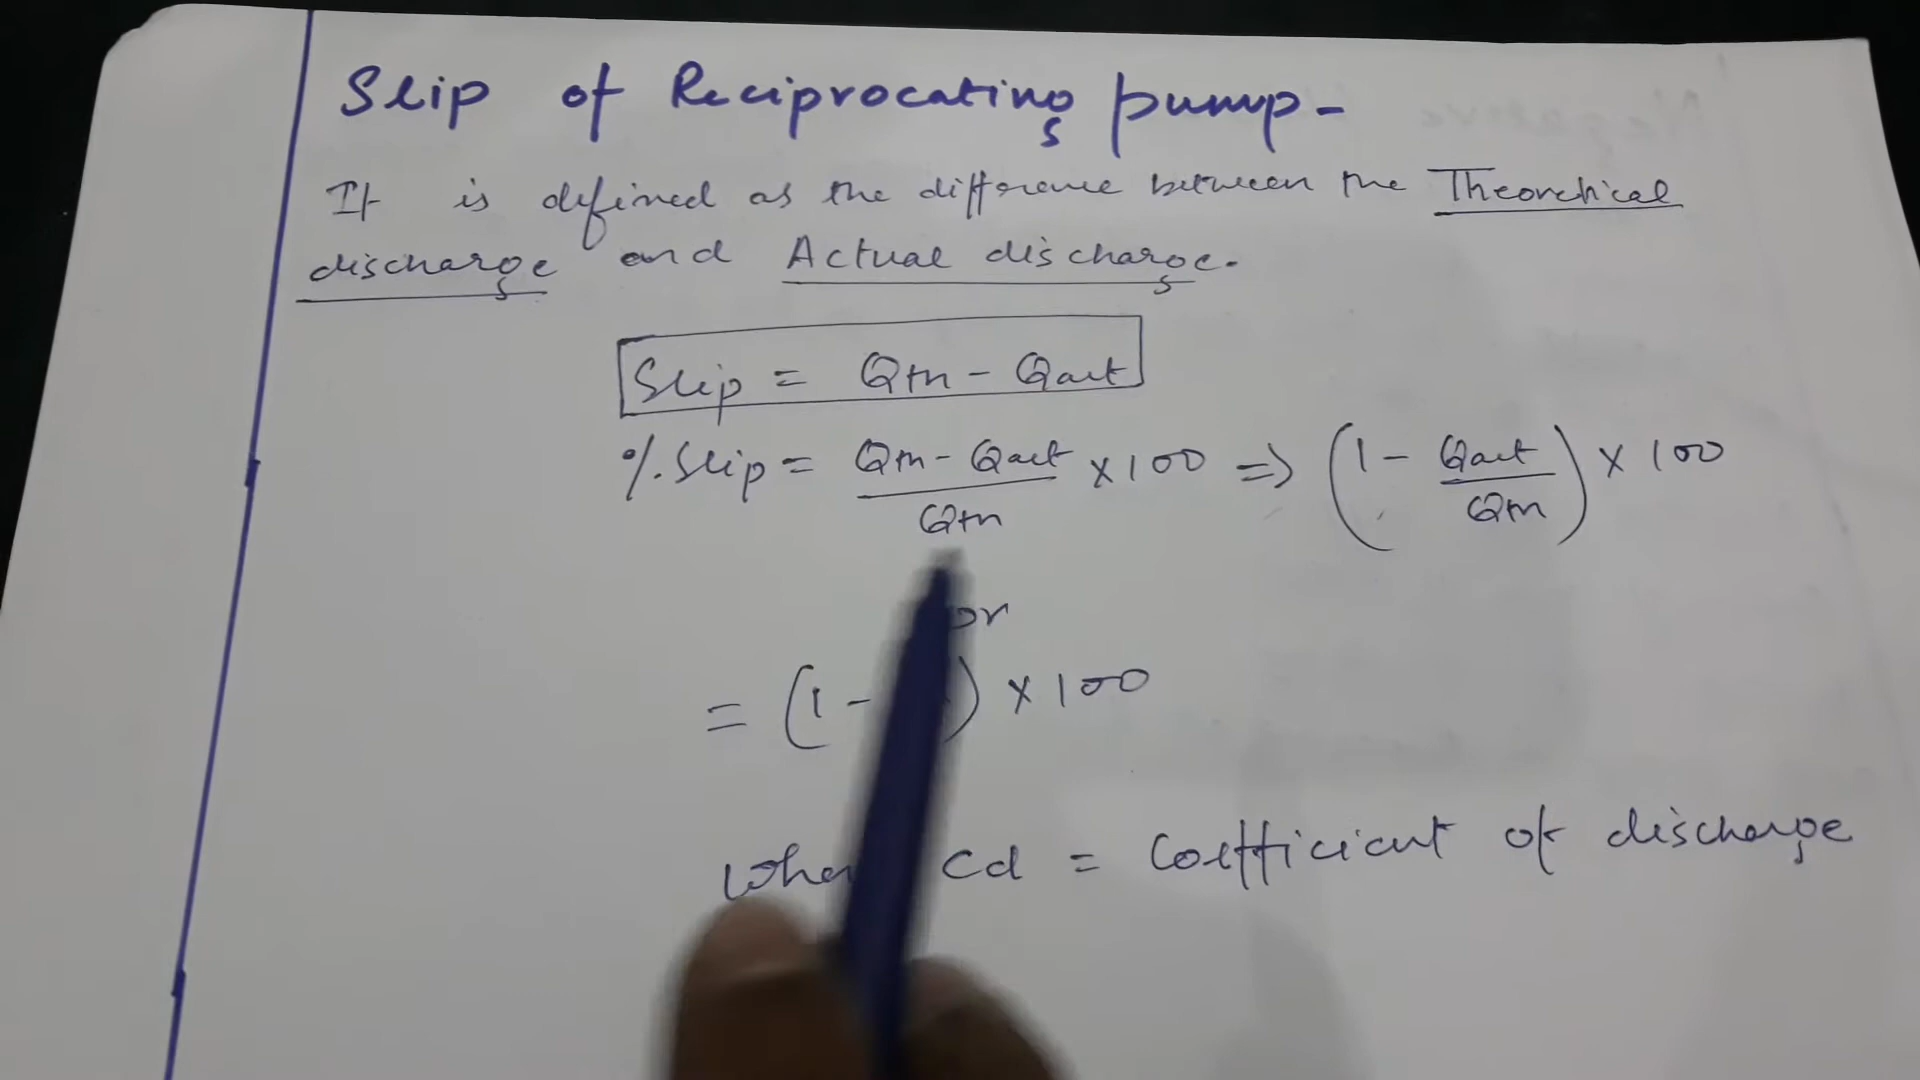 Slip of Reciprocating pump-
It is defined as the difference between the Theoretical
discharge and Actual discharge.
Slip = Qth - Qact
%.Slip = Qth - Qact / Qth × 100 => (1 - Qact / Qth) × 100
or
= (1 - ) × 100
Cd = Coefficient of discharge